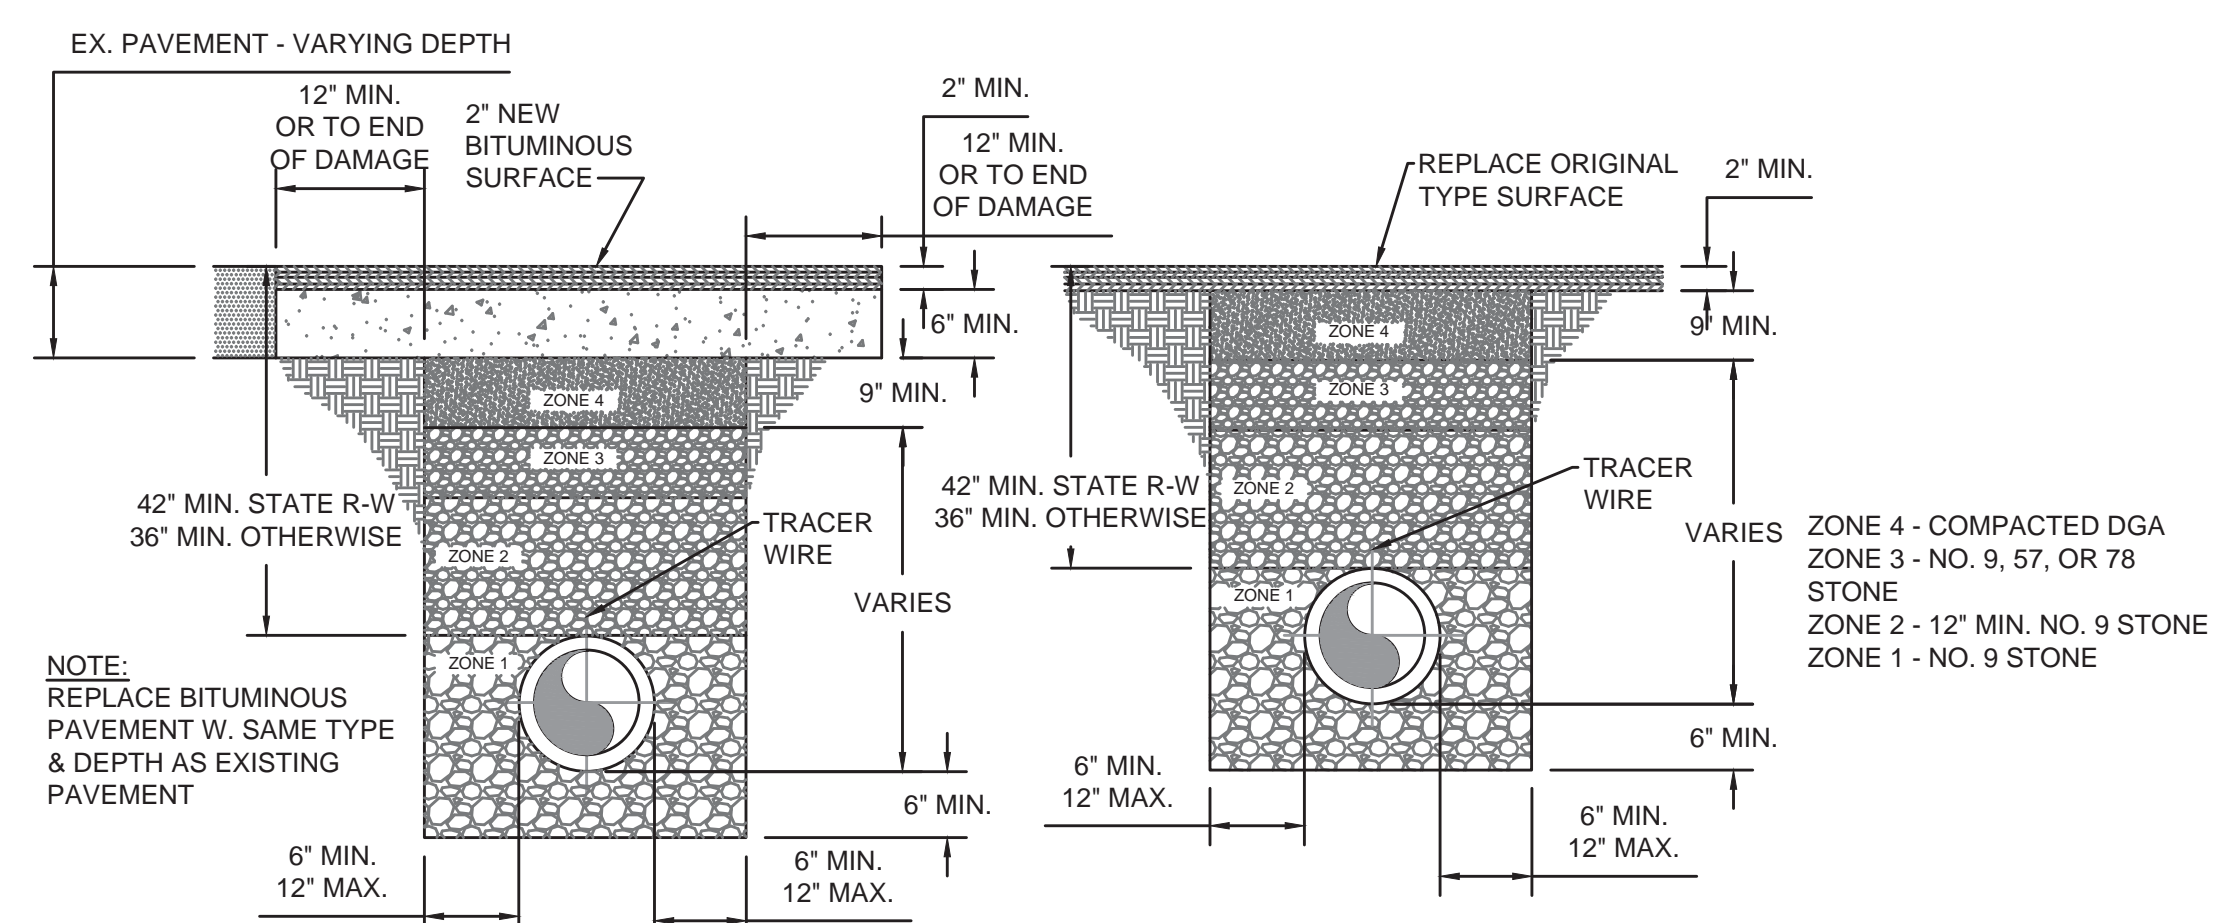 EX. PAVEMENT - VARYING DEPTH
12" MIN.
OR TO END
OF DAMAGE
2" NEW
BITUMINOUS
SURFACE
2" MIN.
12" MIN.
OR TO END
OF DAMAGE
6" MIN.
9" MIN.
ZONE 4
ZONE 3
ZONE 2
ZONE 1
42" MIN. STATE R-W
36" MIN. OTHERWISE
TRACER
WIRE
VARIES
6" MIN.
NOTE:
REPLACE BITUMINOUS
PAVEMENT W. SAME TYPE
& DEPTH AS EXISTING
PAVEMENT
6" MIN.
12" MAX.
6" MIN.
12" MAX.
REPLACE ORIGINAL
TYPE SURFACE
2" MIN.
9" MIN.
ZONE 4
ZONE 3
ZONE 2
ZONE 1
42" MIN. STATE R-W
36" MIN. OTHERWISE
TRACER
WIRE
VARIES
6" MIN.
6" MIN.
12" MAX.
6" MIN.
12" MAX.
ZONE 4 - COMPACTED DGA
ZONE 3 - NO. 9, 57, OR 78
STONE
ZONE 2 - 12" MIN. NO. 9 STONE
ZONE 1 - NO. 9 STONE